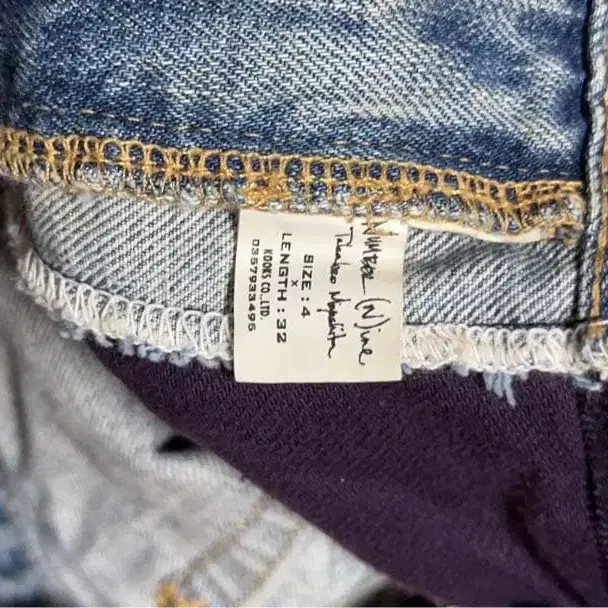 NUMBER (N)ine
Takahiro Miyashita
SIZE : 4
×
LENGTH : 32
KOOKS CO.,LTD.
0357933495